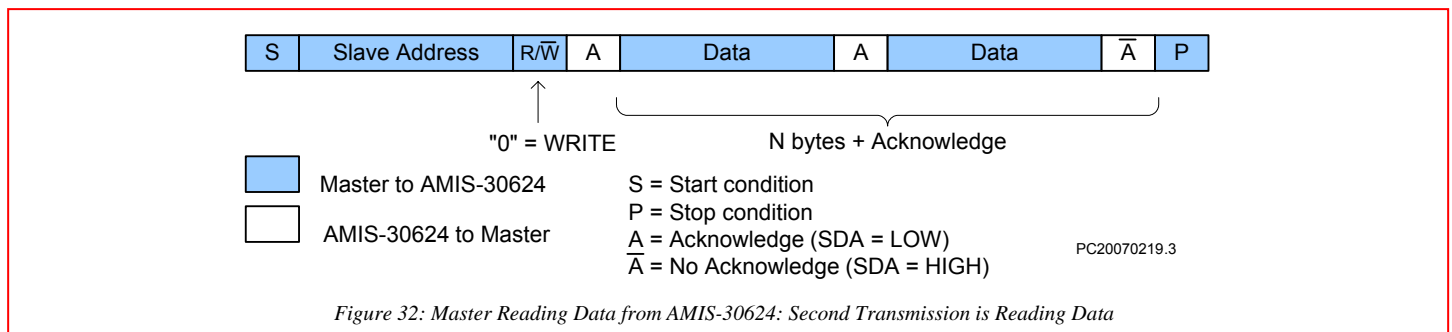 S Slave Address R/W̅ A Data A Data A̅ P
"0" = WRITE N bytes + Acknowledge
Master to AMIS-30624
AMIS-30624 to Master
S = Start condition
P = Stop condition
A = Acknowledge (SDA = LOW)
A̅ = No Acknowledge (SDA = HIGH)
PC20070219.3
Figure 32: Master Reading Data from AMIS-30624: Second Transmission is Reading Data